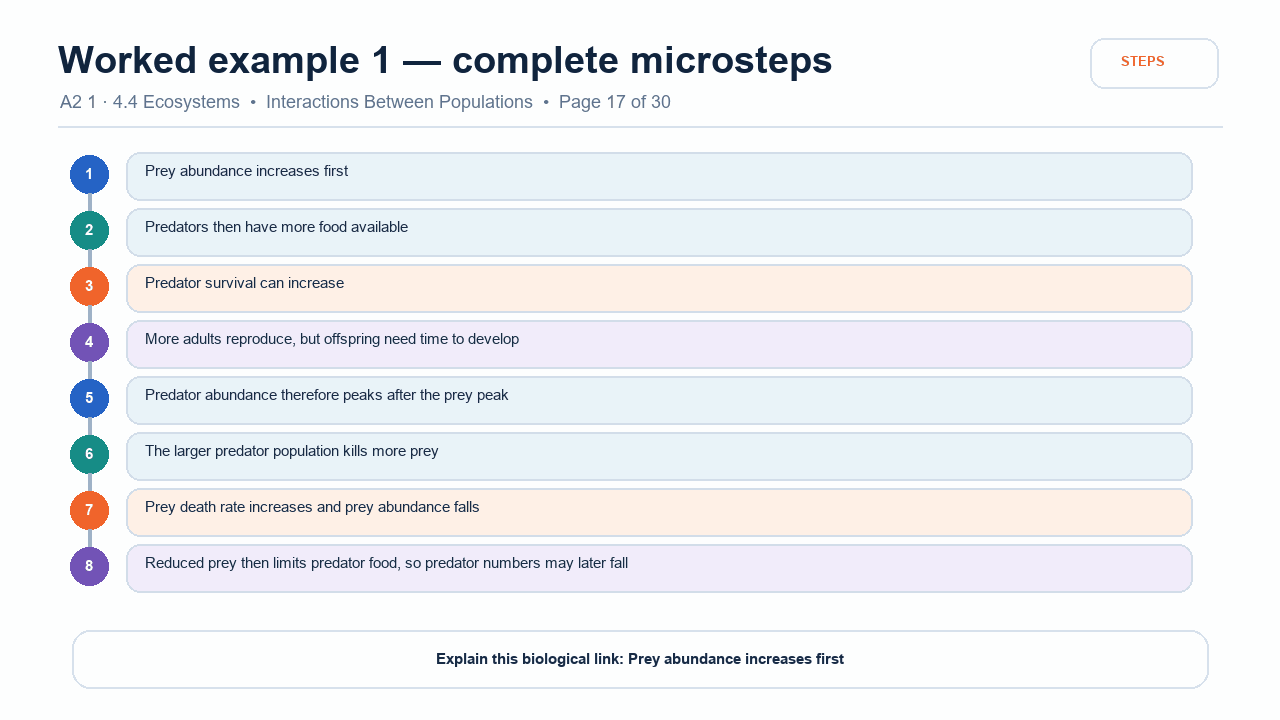 Worked example 1 — complete microsteps
STEPS
A2 1 · 4.4 Ecosystems • Interactions Between Populations • Page 17 of 30
1 Prey abundance increases first
2 Predators then have more food available
3 Predator survival can increase
4 More adults reproduce, but offspring need time to develop
5 Predator abundance therefore peaks after the prey peak
6 The larger predator population kills more prey
7 Prey death rate increases and prey abundance falls
8 Reduced prey then limits predator food, so predator numbers may later fall
Explain this biological link: Prey abundance increases first